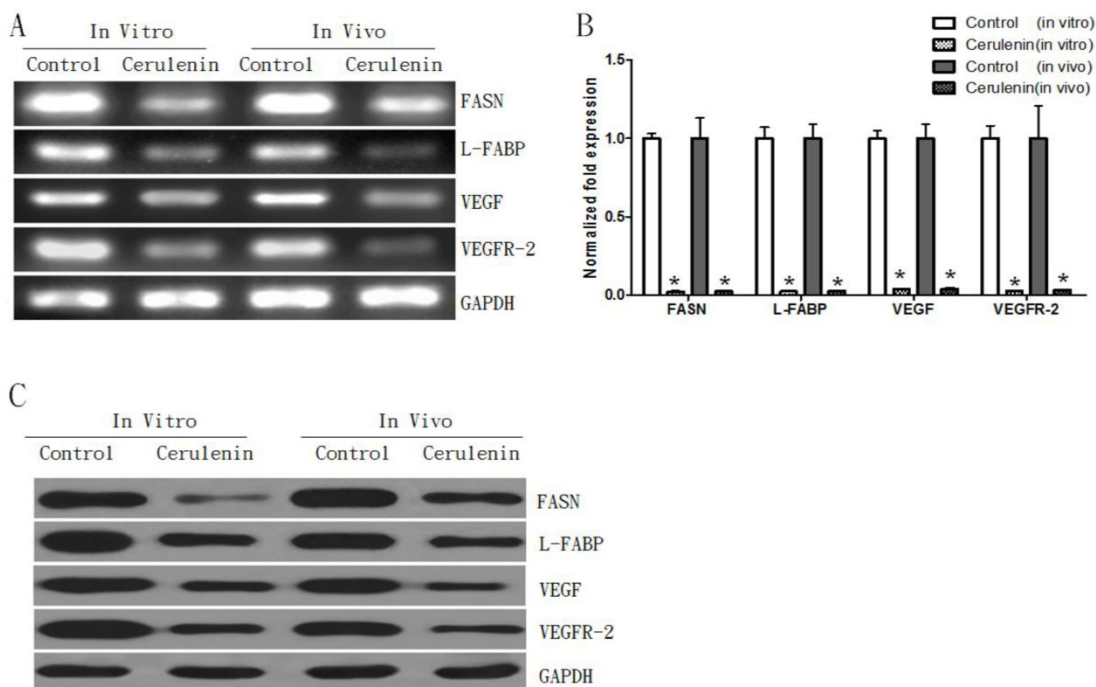 A
In Vitro In Vivo
Control Cerulenin Control Cerulenin
FASN
L-FABP
VEGF
VEGFR-2
GAPDH
B
Control (in vitro)
Cerulenin(in vitro)
Control (in vivo)
Cerulenin(in vivo)
Normalized fold expression
1.5
1.0
0.5
0.0
* * * * * * * *
FASN L-FABP VEGF VEGFR-2
C
In Vitro In Vivo
Control Cerulenin Control Cerulenin
FASN
L-FABP
VEGF
VEGFR-2
GAPDH